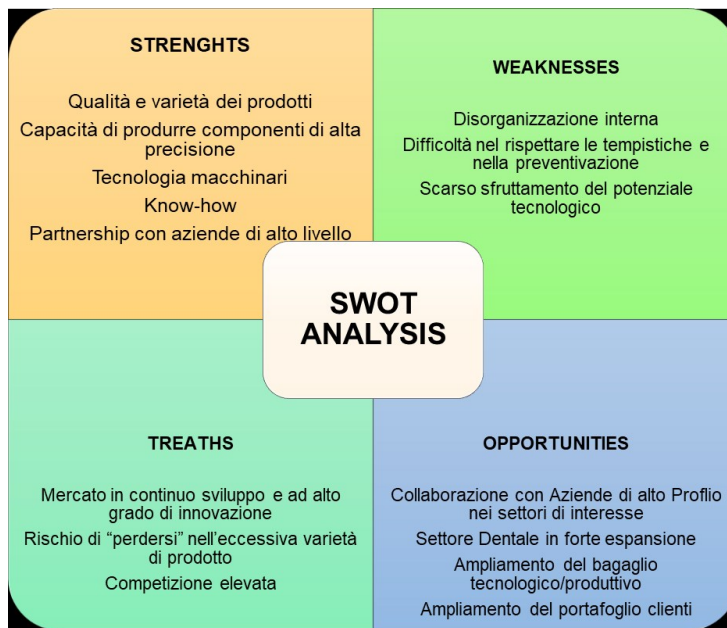 STRENGHTS
Qualità e varietà dei prodotti
Capacità di produrre componenti di alta
precisione
Tecnologia macchinari
Know-how
Partnership con aziende di alto livello
WEAKNESSES
Disorganizzazione interna
Difficoltà nel rispettare le tempistiche e
nella preventivazione
Scarso sfruttamento del potenziale
tecnologico
SWOT
ANALYSIS
TREATHS
Mercato in continuo sviluppo e ad alto
grado di innovazione
Rischio di “perdersi” nell’eccessiva varietà
di prodotto
Competizione elevata
OPPORTUNITIES
Collaborazione con Aziende di alto Proflio
nei settori di interesse
Settore Dentale in forte espansione
Ampliamento del bagaglio
tecnologico/produttivo
Ampliamento del portafoglio clienti